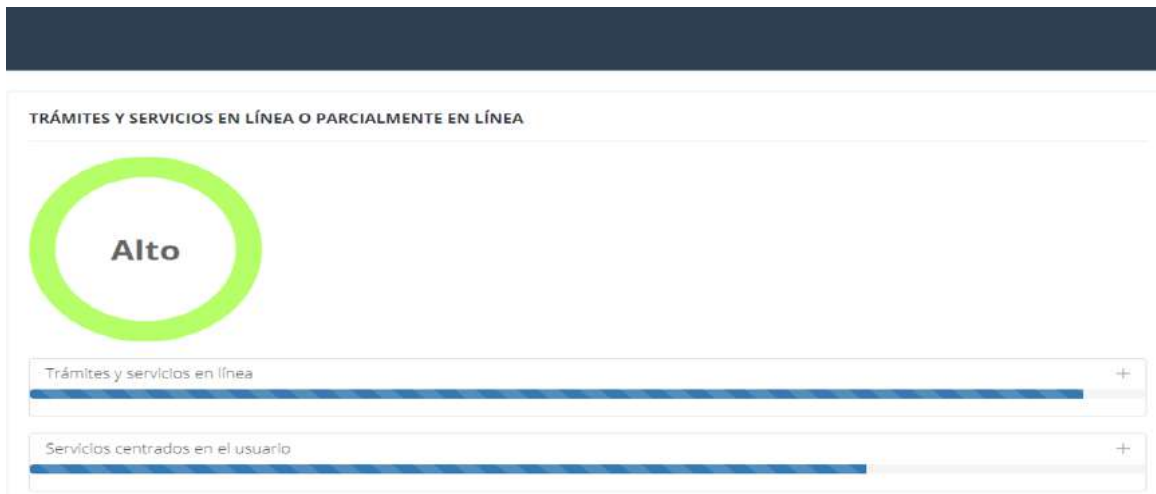 TRÁMITES Y SERVICIOS EN LÍNEA O PARCIALMENTE EN LÍNEA
Alto
Trámites y servicios en línea
Servicios centrados en el usuario